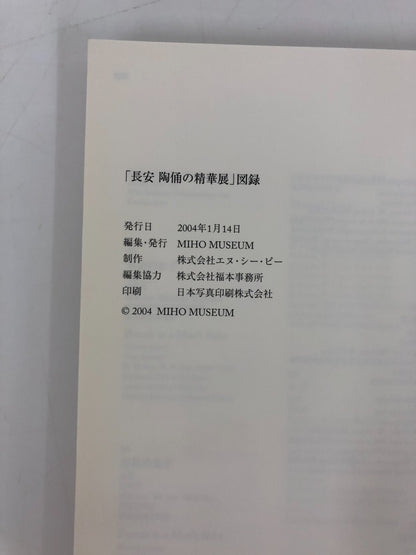 「長安 陶俑の精華展」図録
発行日 2004年1月14日
編集・発行 MIHO MUSEUM
制作 株式会社エヌ・シー・ピー
編集協力 株式会社福本事務所
印刷 日本写真印刷株式会社
© 2004 MIHO MUSEUM